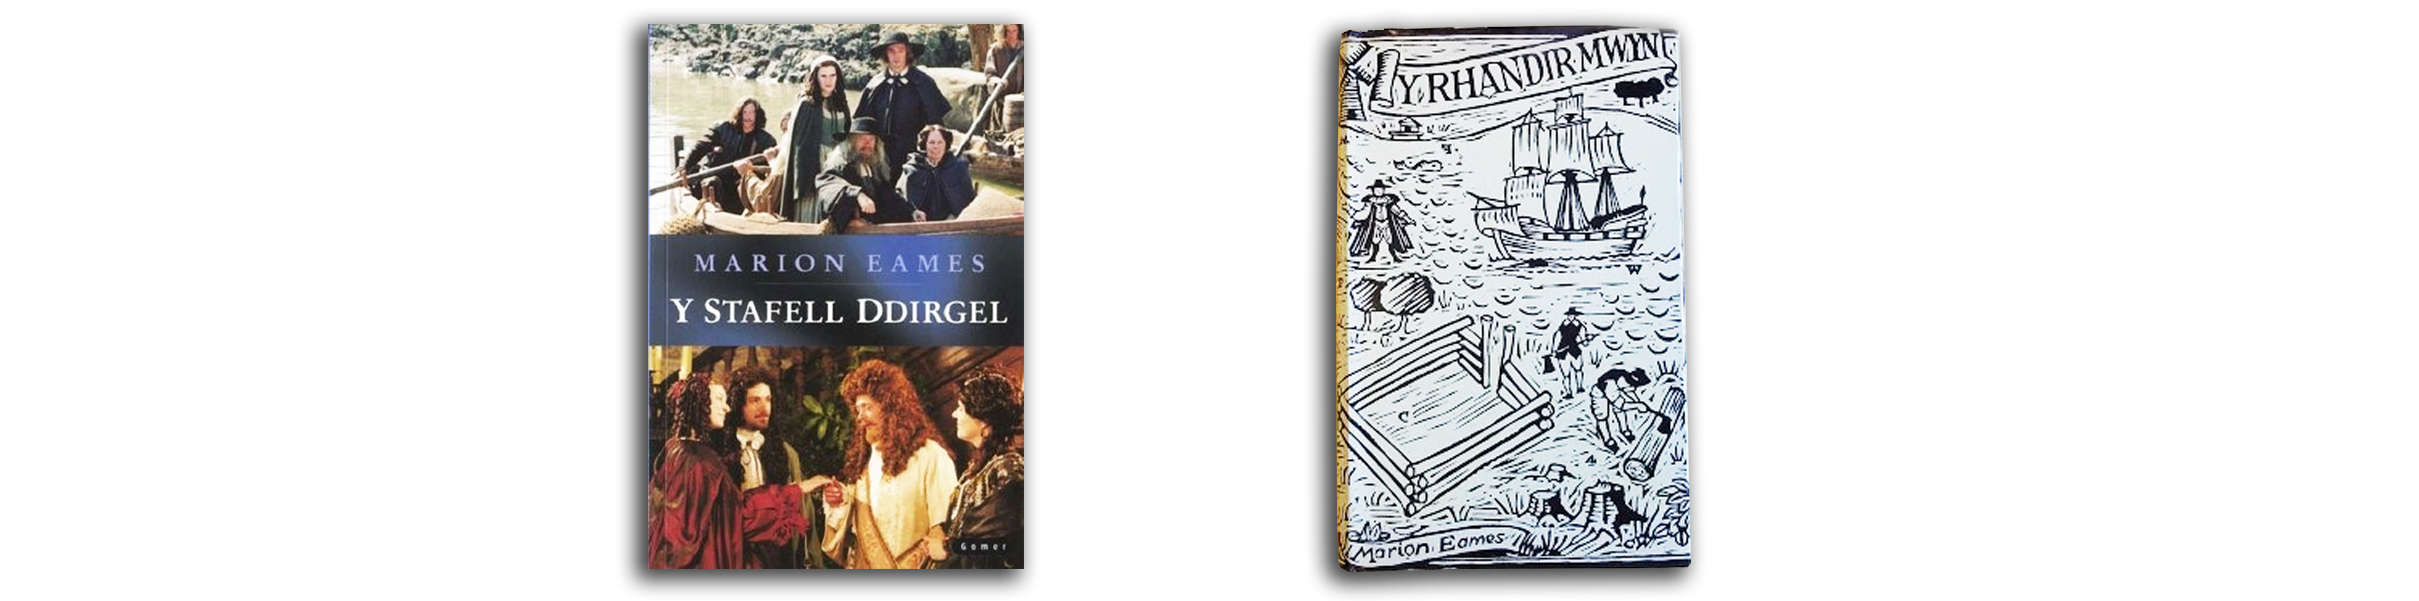 MARION EAMES
Y STAFELL DDIRGEL
Gomer
Y RHANDIR MWYN
Marion Eames